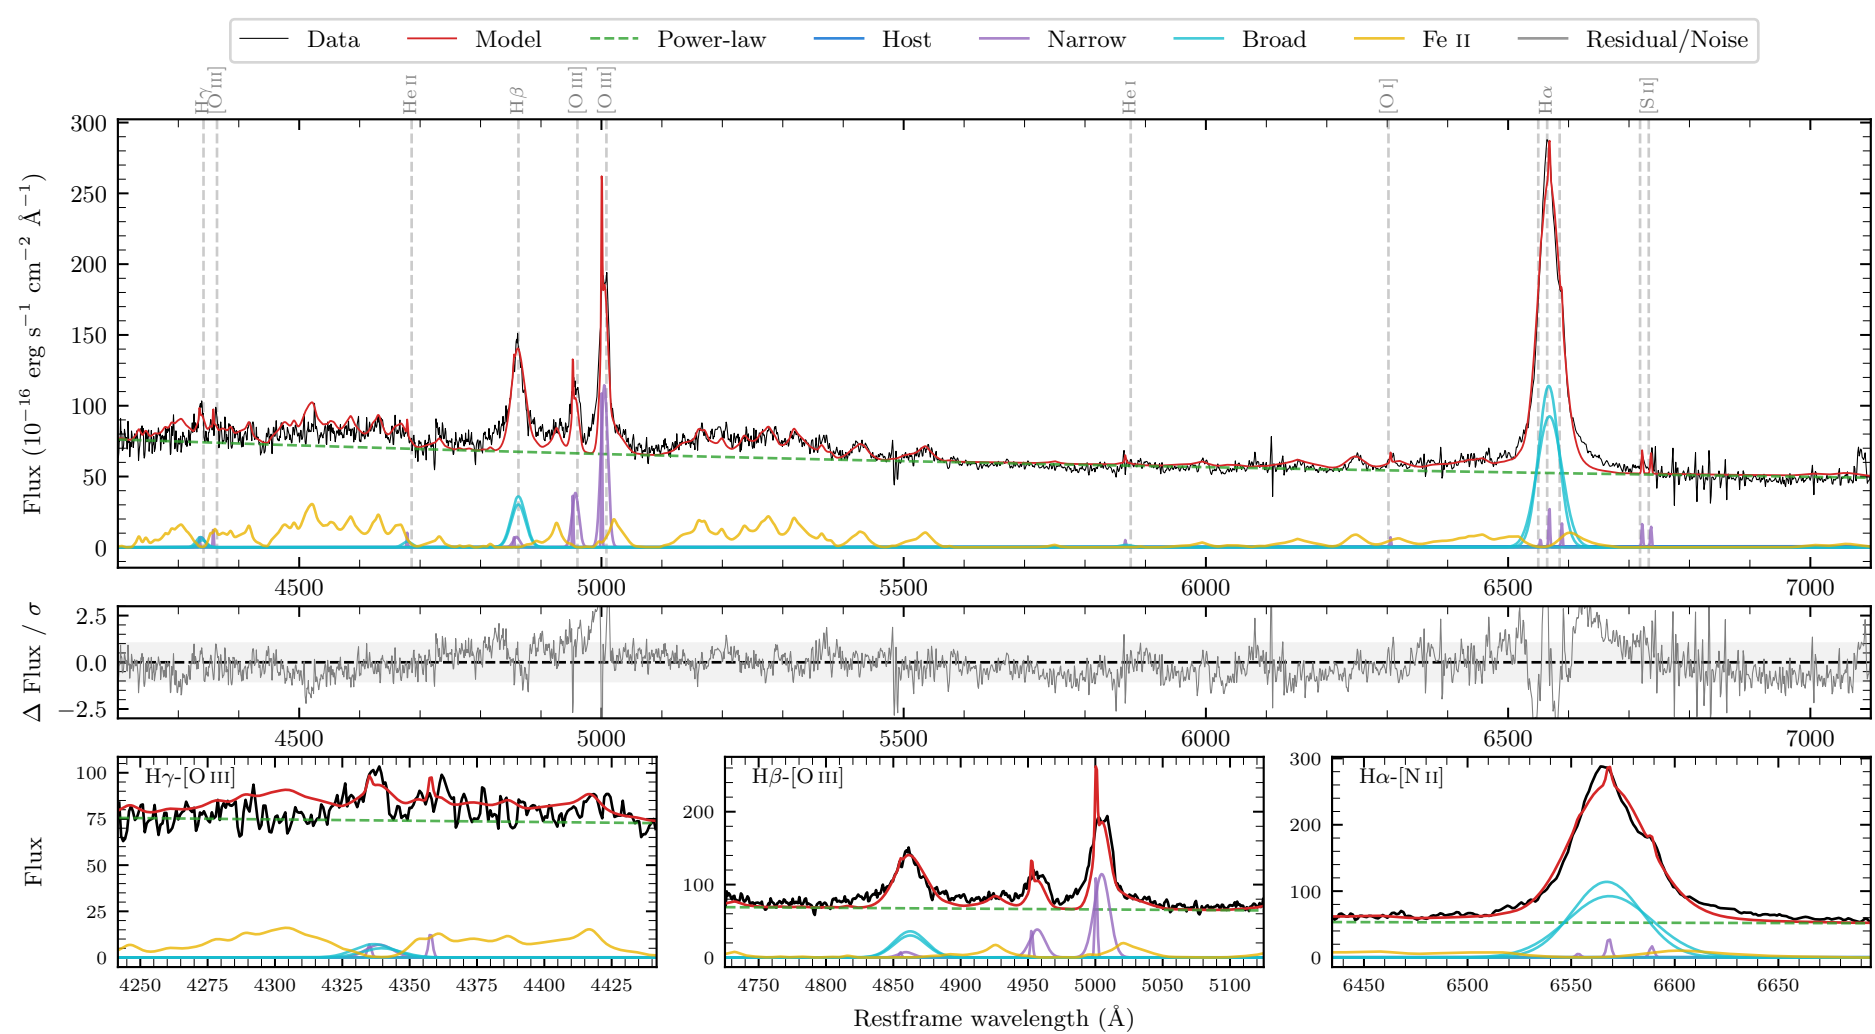 Data Model Power-law Host Narrow Broad Fe II Residual/Noise
Hγ [O III] He II Hβ [O III] [O III] He I [O I] Hα [S II]
300
250
200
150
100
50
0
Flux (10⁻¹⁶ erg s⁻¹ cm⁻² Å⁻¹)
4500 5000 5500 6000 6500 7000
2.5
0.0
−2.5
Δ Flux / σ
4500 5000 5500 6000 6500 7000
Hγ-[O III]
100
75
50
25
0
Flux
4250 4275 4300 4325 4350 4375 4400 4425
Hβ-[O III]
200
100
0
4750 4800 4850 4900 4950 5000 5050 5100
Hα-[N II]
300
200
100
0
6450 6500 6550 6600 6650
Restframe wavelength (Å)